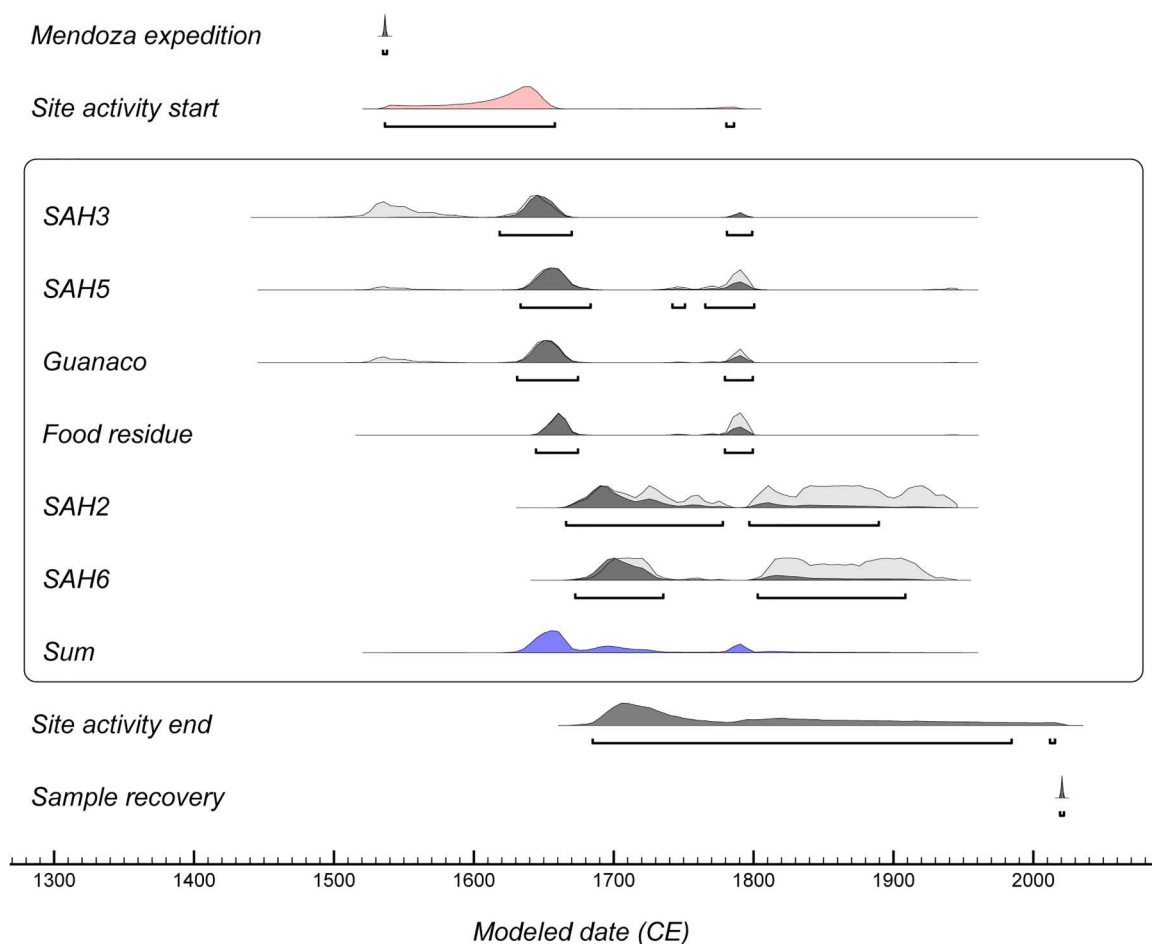 Mendoza expedition
Site activity start
SAH3
SAH5
Guanaco
Food residue
SAH2
SAH6
Sum
Site activity end
Sample recovery
1300 1400 1500 1600 1700 1800 1900 2000
Modeled date (CE)